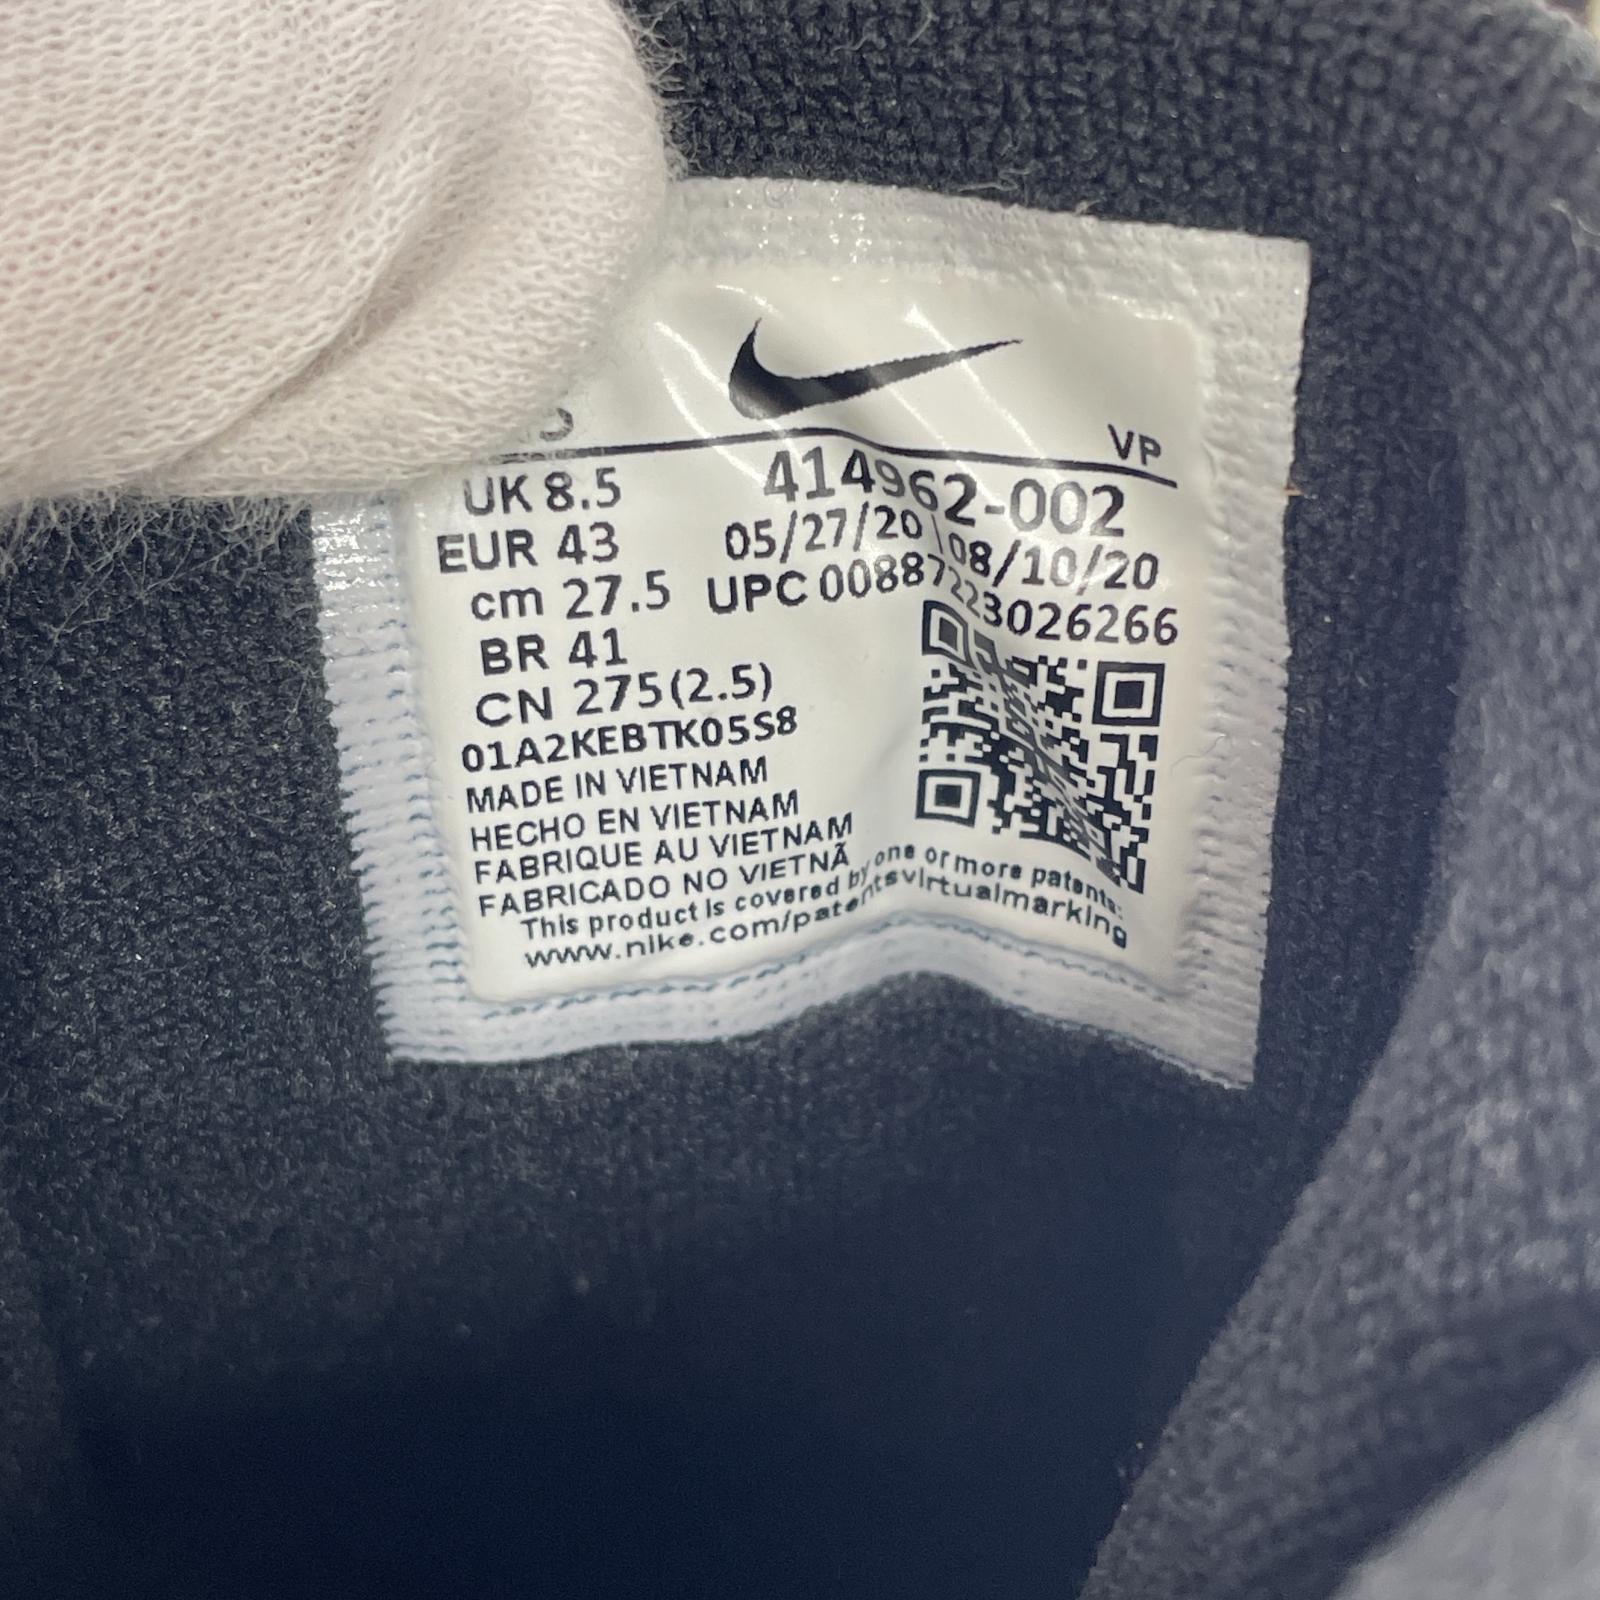 VP
UK 8.5
EUR 43
cm 27.5
BR 41
CN 275(2.5)
414962-002
05/27/20\08/10/20
UPC 00887223026266
01A2KEBTK05S8
MADE IN VIETNAM
HECHO EN VIETNAM
FABRIQUE AU VIETNAM
FABRICADO NO VIETNÃ
This product is covered by one or more patents:
www.nike.com/patentsvirtualmarking